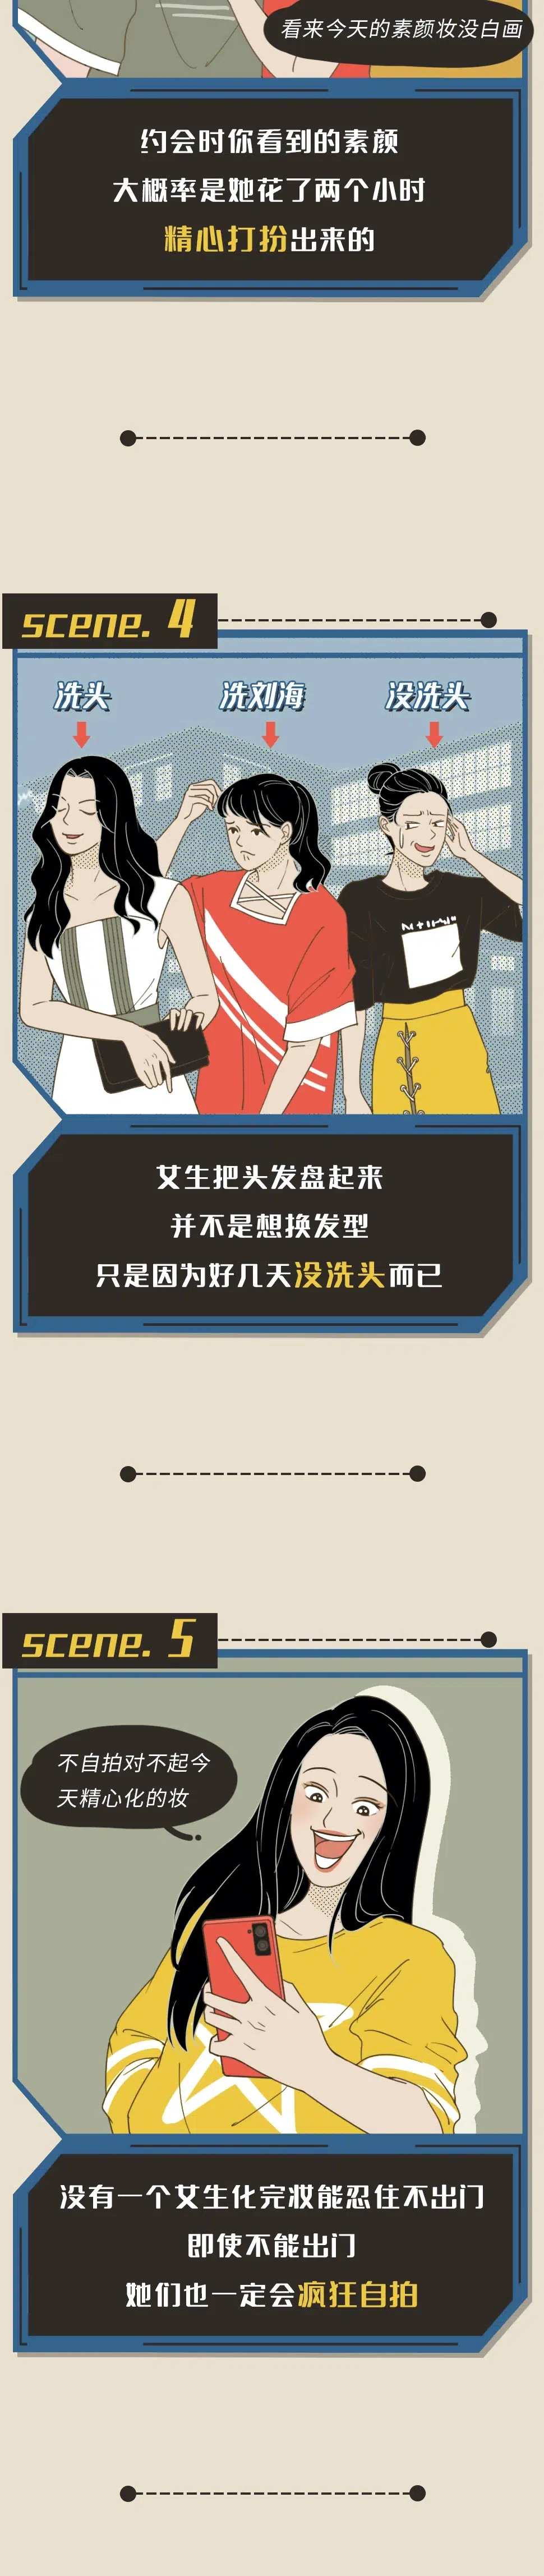 看来今天的素颜妆没白画
约会时你看到的素颜
大概率是她花了两个小时
精心打扮出来的
scene. 4
洗头 洗刘海 没洗头
女生把头发盘起来
并不是想换发型
只是因为好几天没洗头而已
scene. 5
不自拍对不起今
天精心化的妆
没有一个女生化完妆能忍住不出门
即使不能出门
她们也一定会疯狂自拍